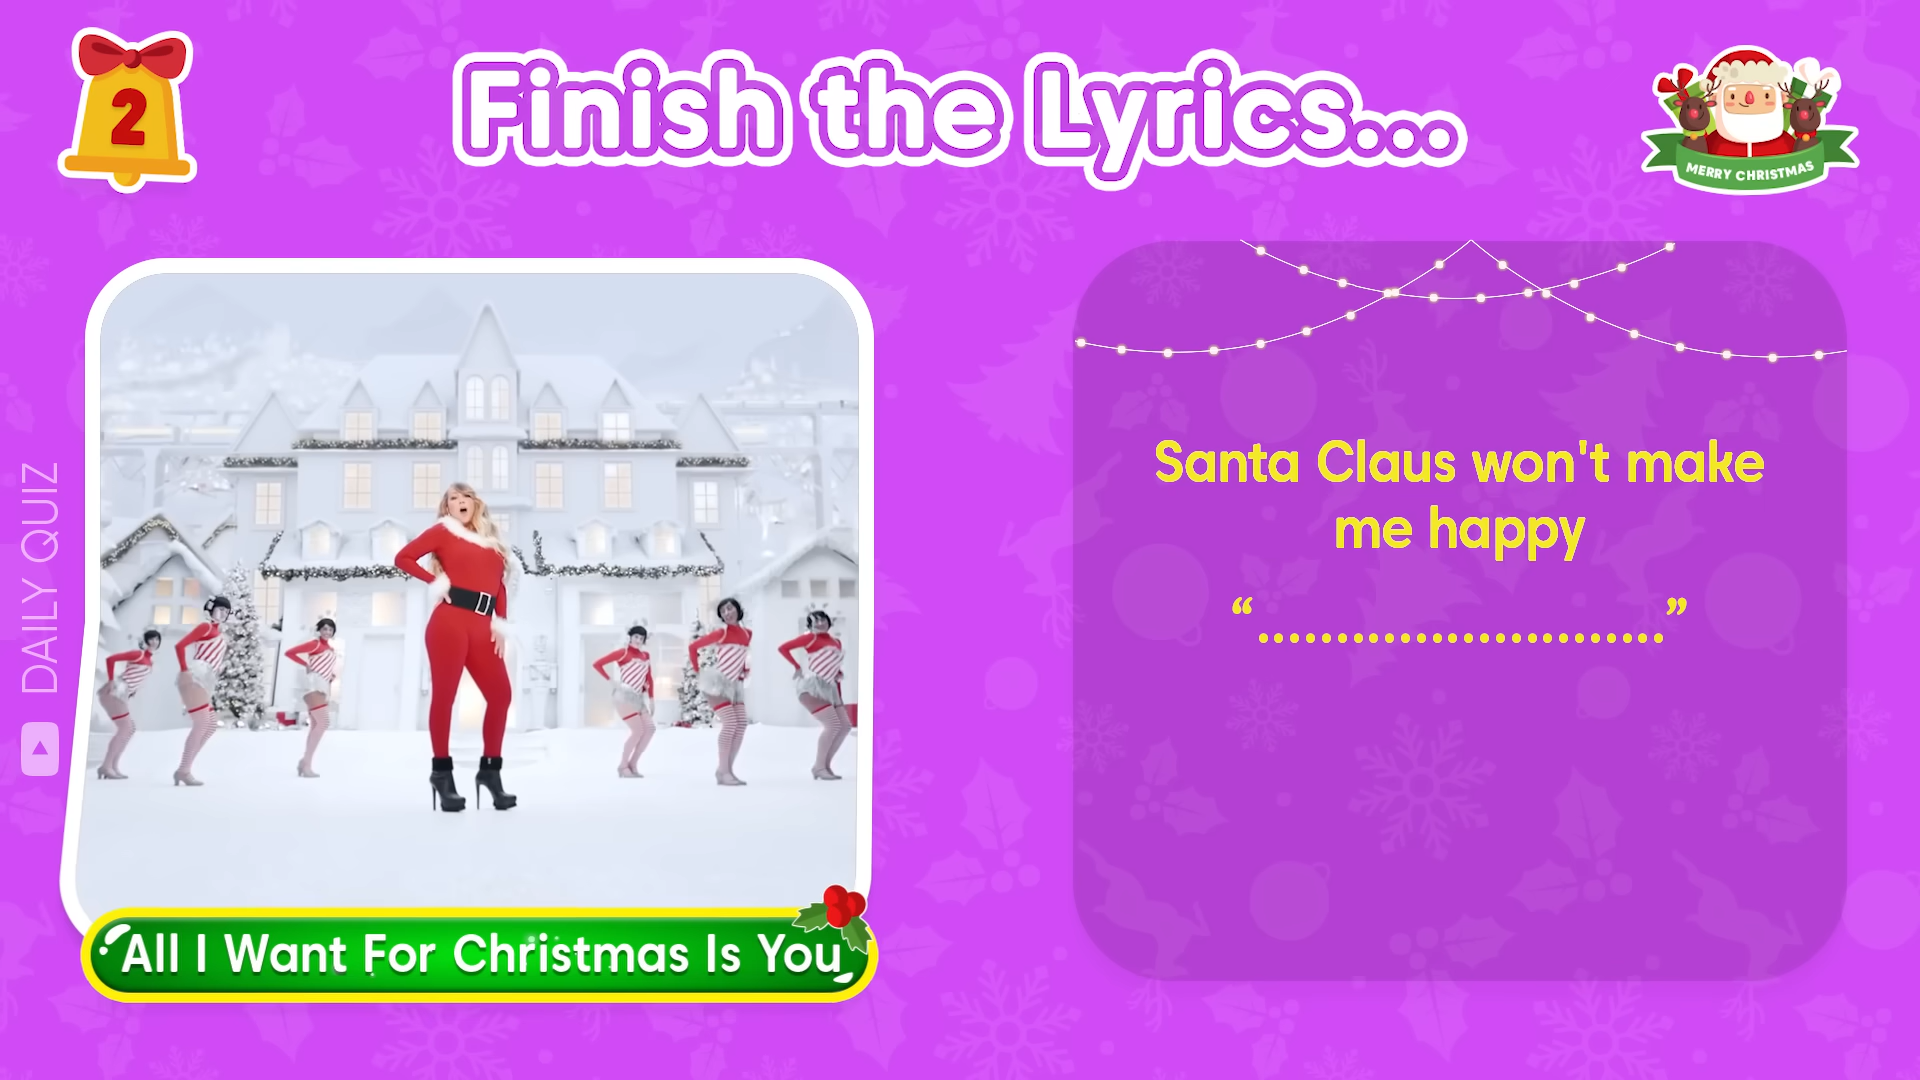 2
Finish the Lyrics...
MERRY CHRISTMAS
DAILY QUIZ
Santa Claus won't make
me happy
“..........................”
All I Want For Christmas Is You